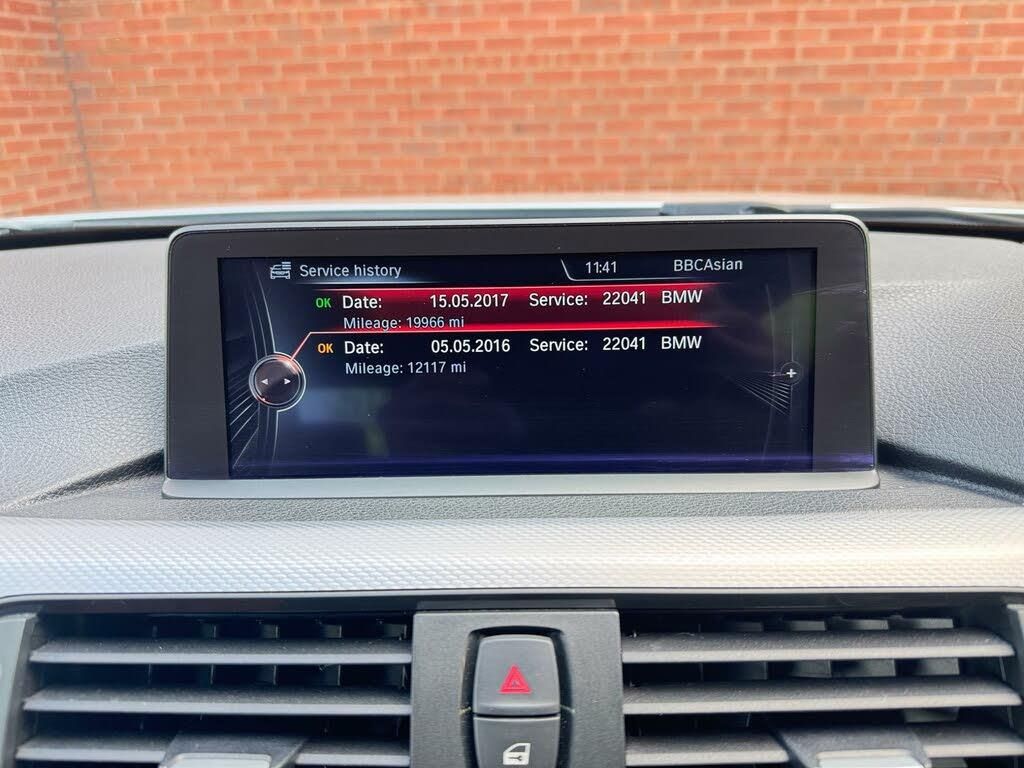 Service history
11:41
BBCAsian
OK Date: 15.05.2017 Service: 22041 BMW
Mileage: 19966 mi
OK Date: 05.05.2016 Service: 22041 BMW
Mileage: 12117 mi